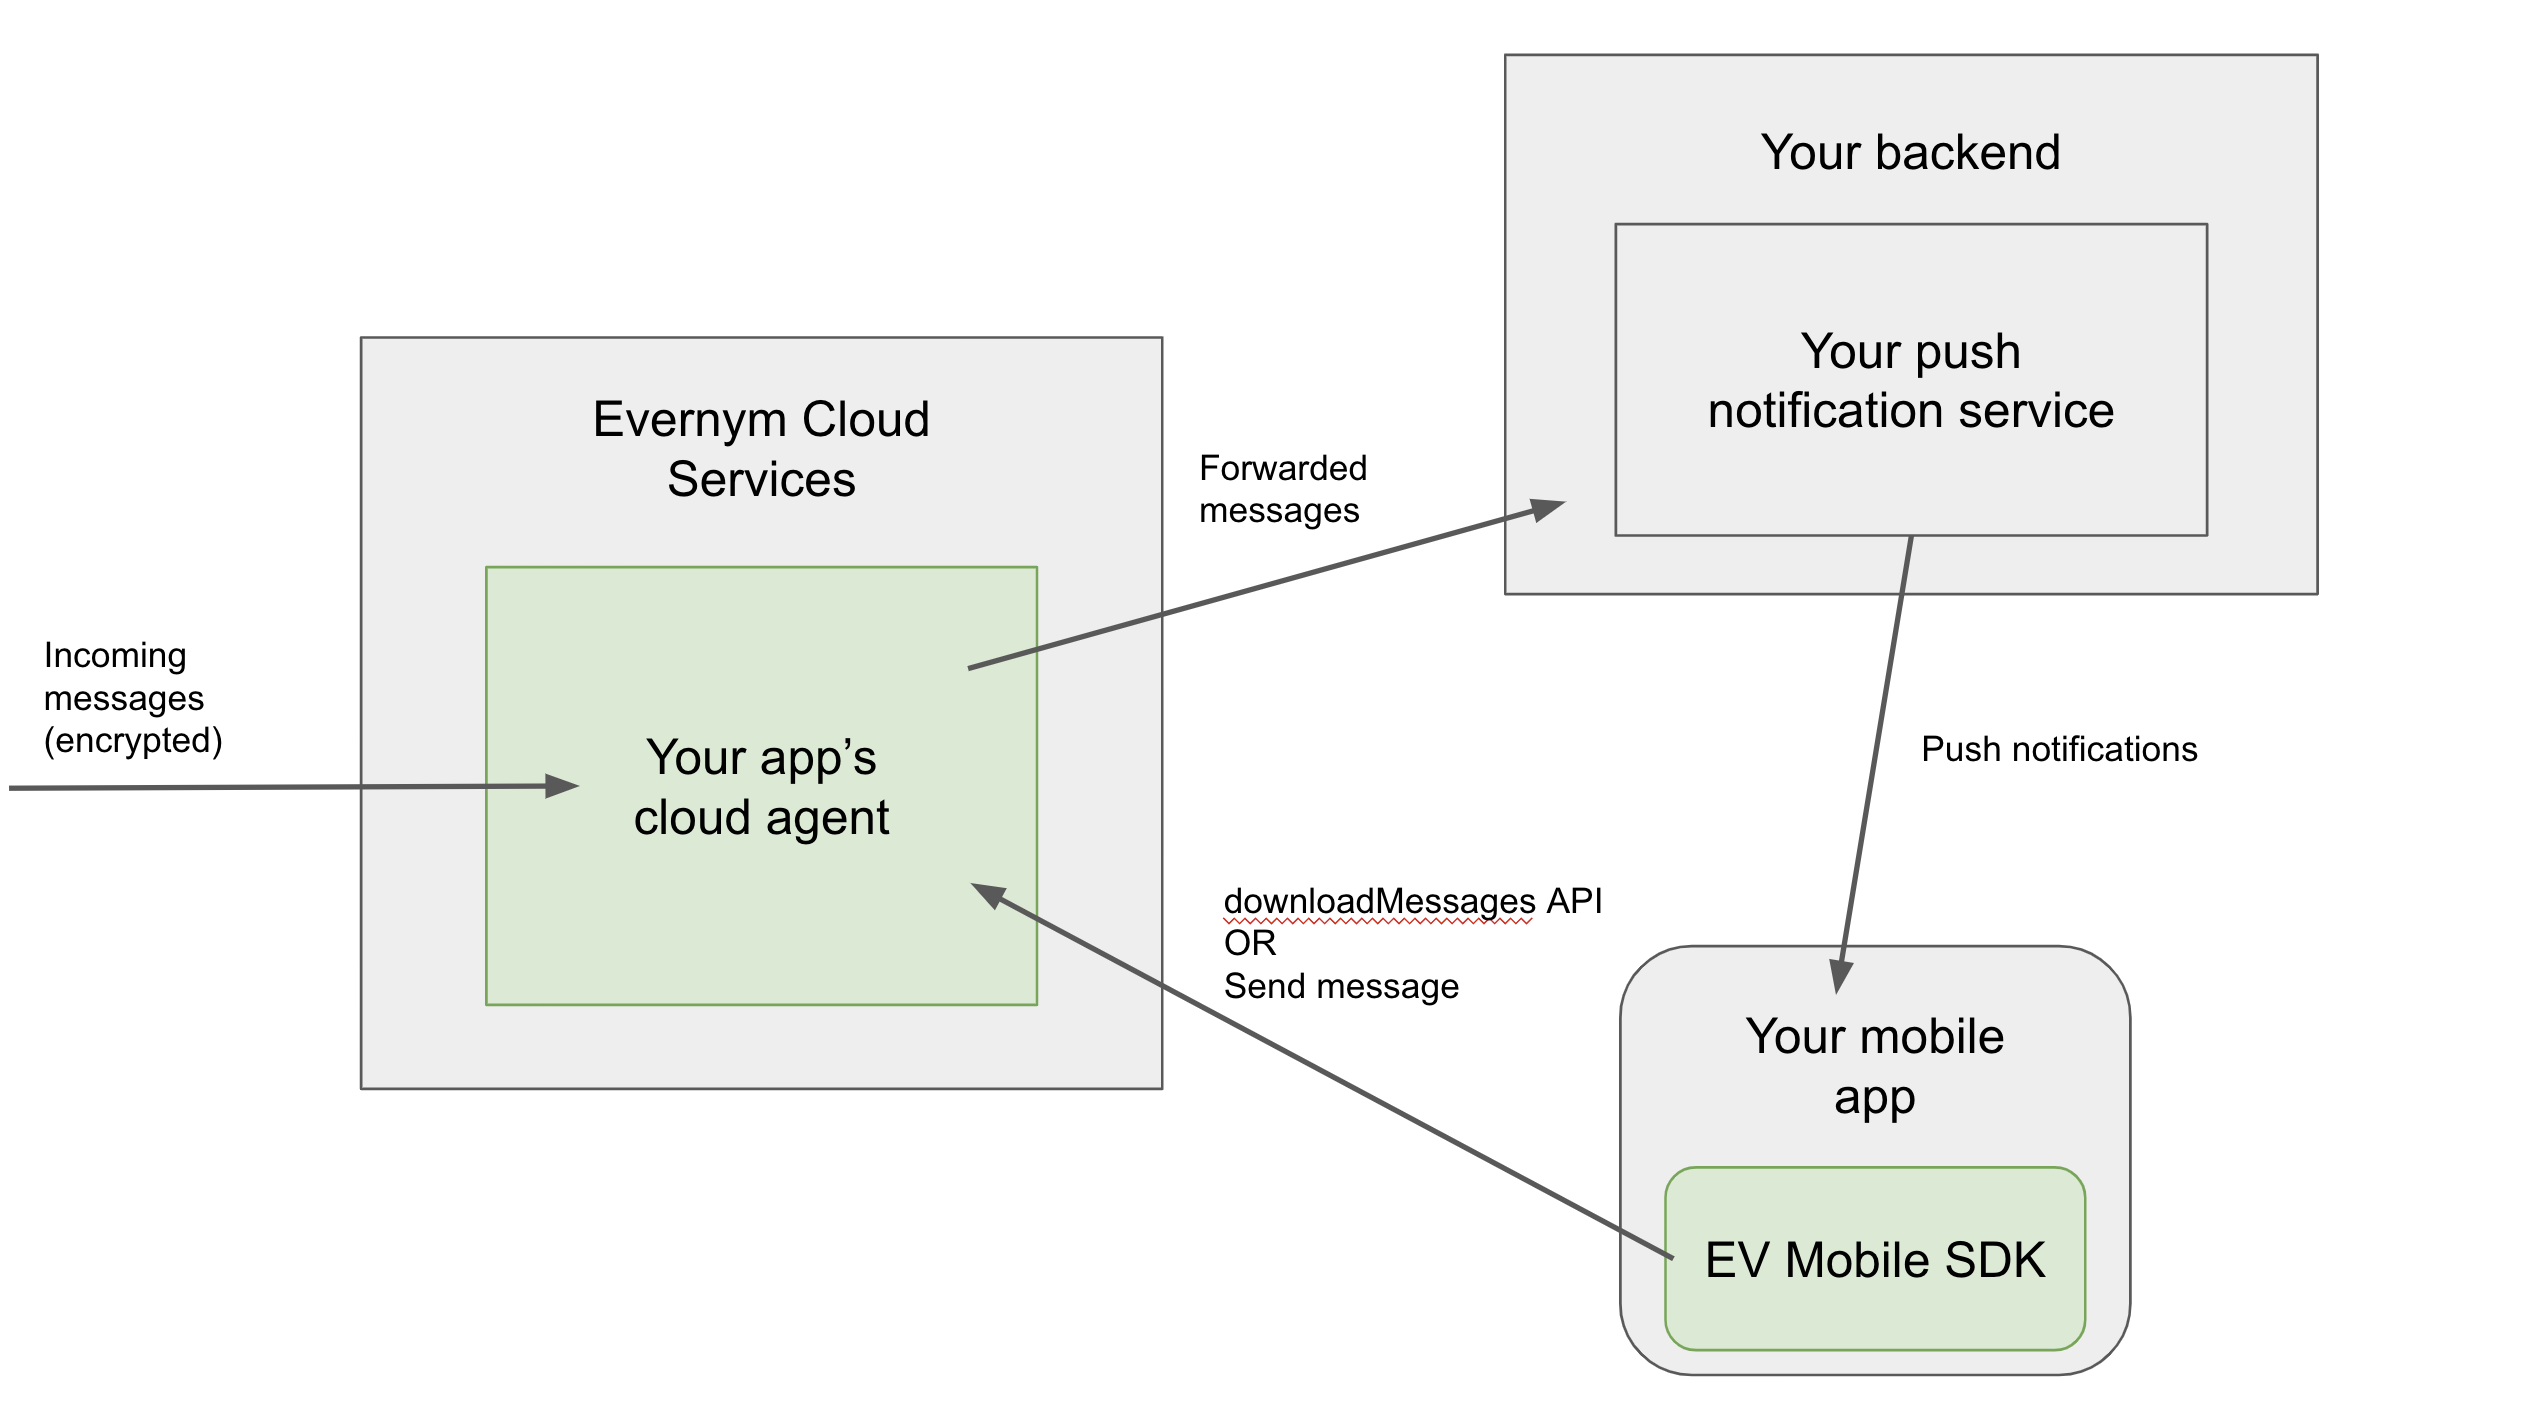 Your backend
Your push
notification service
Evernym Cloud
Services
Forwarded
messages
Incoming
messages
(encrypted)
Your app’s
cloud agent
Push notifications
downloadMessages API
OR
Send message
Your mobile
app
EV Mobile SDK